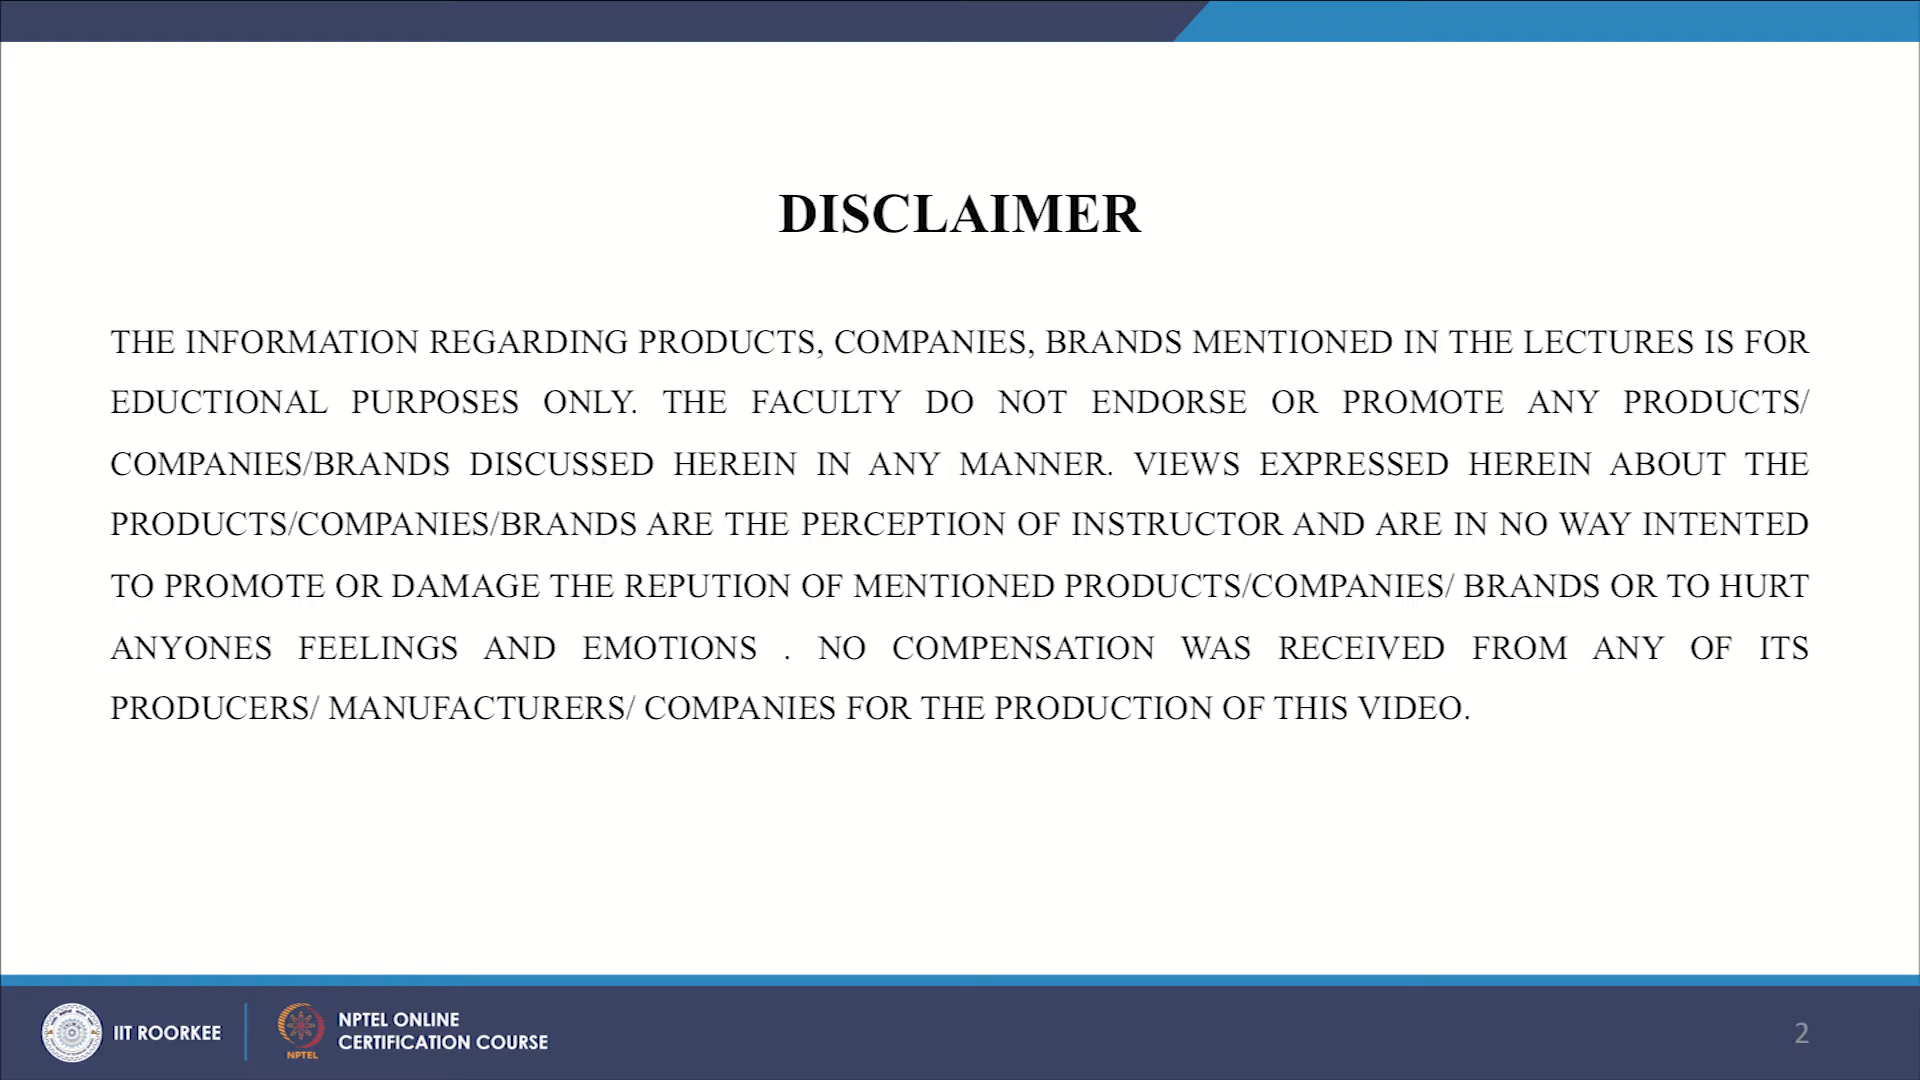 DISCLAIMER
THE INFORMATION REGARDING PRODUCTS, COMPANIES, BRANDS MENTIONED IN THE LECTURES IS FOR
EDUCTIONAL PURPOSES ONLY. THE FACULTY DO NOT ENDORSE OR PROMOTE ANY PRODUCTS/
COMPANIES/BRANDS DISCUSSED HEREIN IN ANY MANNER. VIEWS EXPRESSED HEREIN ABOUT THE
PRODUCTS/COMPANIES/BRANDS ARE THE PERCEPTION OF INSTRUCTOR AND ARE IN NO WAY INTENTED
TO PROMOTE OR DAMAGE THE REPUTION OF MENTIONED PRODUCTS/COMPANIES/ BRANDS OR TO HURT
ANYONES FEELINGS AND EMOTIONS . NO COMPENSATION WAS RECEIVED FROM ANY OF ITS
PRODUCERS/ MANUFACTURERS/ COMPANIES FOR THE PRODUCTION OF THIS VIDEO.
IIT ROORKEE
NPTEL
NPTEL ONLINE
CERTIFICATION COURSE
2